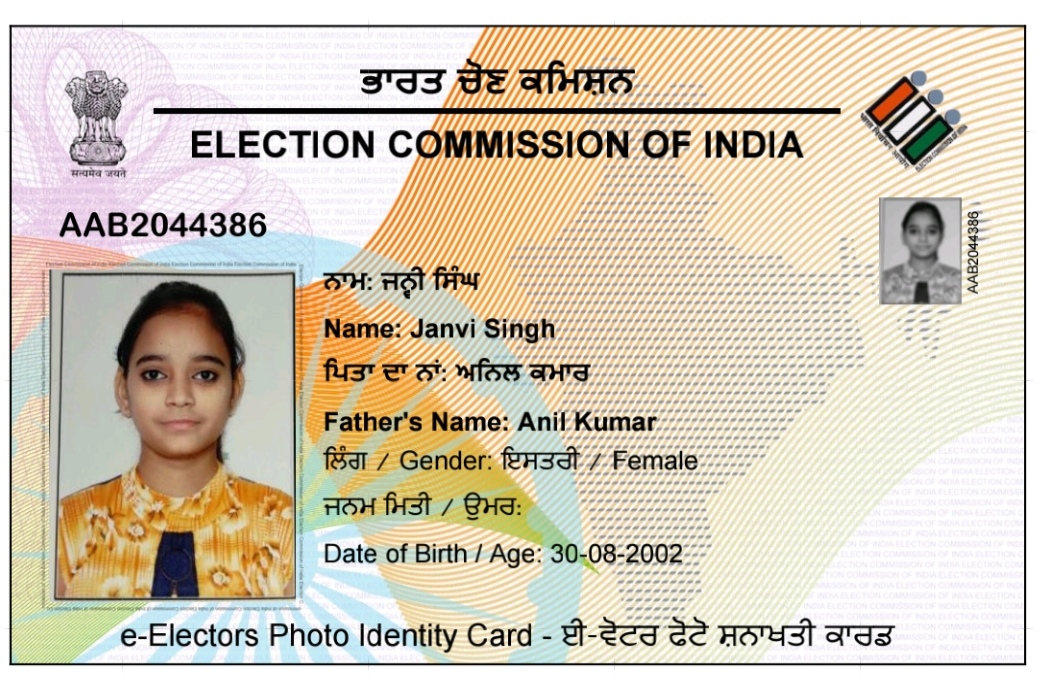 ਭਾਰਤ ਚੋਣ ਕਮਿਸ਼ਨ
ELECTION COMMISSION OF INDIA
सत्यमेव जयते
AAB2044386
AAB2044386
ਨਾਮ: ਜਨ੍ਵੀ ਸਿੰਘ
Name: Janvi Singh
ਪਿਤਾ ਦਾ ਨਾਂ: ਅਨਿਲ ਕਮਾਰ
Father's Name: Anil Kumar
ਲਿੰਗ / Gender: ਇਸਤਰੀ / Female
ਜਨਮ ਮਿਤੀ / ਉਮਰ:
Date of Birth / Age: 30-08-2002
e-Electors Photo Identity Card - ਈ-ਵੋਟਰ ਫੋਟੋ ਸ਼ਨਾਖਤੀ ਕਾਰਡ